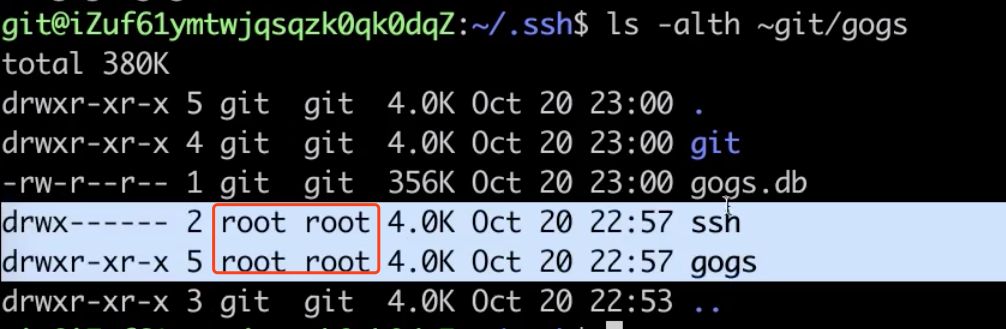 git@iZuf61ymtwjqsqzk0qk0dqZ:~/.ssh$ ls -alth ~git/gogs
total 380K
drwxr-xr-x 5 git  git  4.0K Oct 20 23:00 .
drwxr-xr-x 4 git  git  4.0K Oct 20 23:00 git
-rw-r--r-- 1 git  git  356K Oct 20 23:00 gogs.db
drwx------ 2 root root 4.0K Oct 20 22:57 ssh
drwxr-xr-x 5 root root 4.0K Oct 20 22:57 gogs
drwxr-xr-x 3 git  git  4.0K Oct 20 22:53 ..